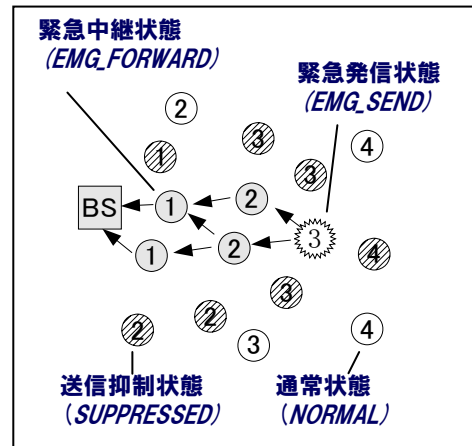 緊急中継状態
(EMG_FORWARD)
緊急発信状態
(EMG_SEND)
2
3
4
1
3
BS
1
2
3
1
2
4
3
2
2
3
4
送信抑制状態
（SUPPRESSED）
通常状態
（NORMAL）